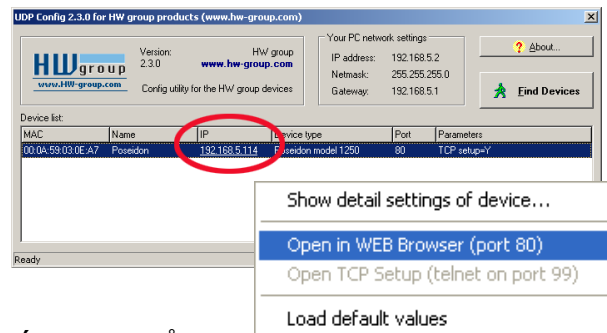 UDP Config 2.3.0 for HW group products (www.hw-group.com)
HW group
www.HW-group.com
Version: HW group
2.3.0 www.hw-group.com
Config utility for the HW group devices
Your PC network settings
IP address: 192.168.5.2
Netmask: 255.255.255.0
Gateway: 192.168.5.1
? About...
Find Devices
Device list:
MAC Name IP Device type Port Parameters
00:0A:59:03:0E:A7 Poseidon 192.168.5.114 Poseidon model 1250 80 TCP setup=Y
Show detail settings of device...
Open in WEB Browser (port 80)
Open TCP Setup (telnet on port 99)
Load default values
Ready